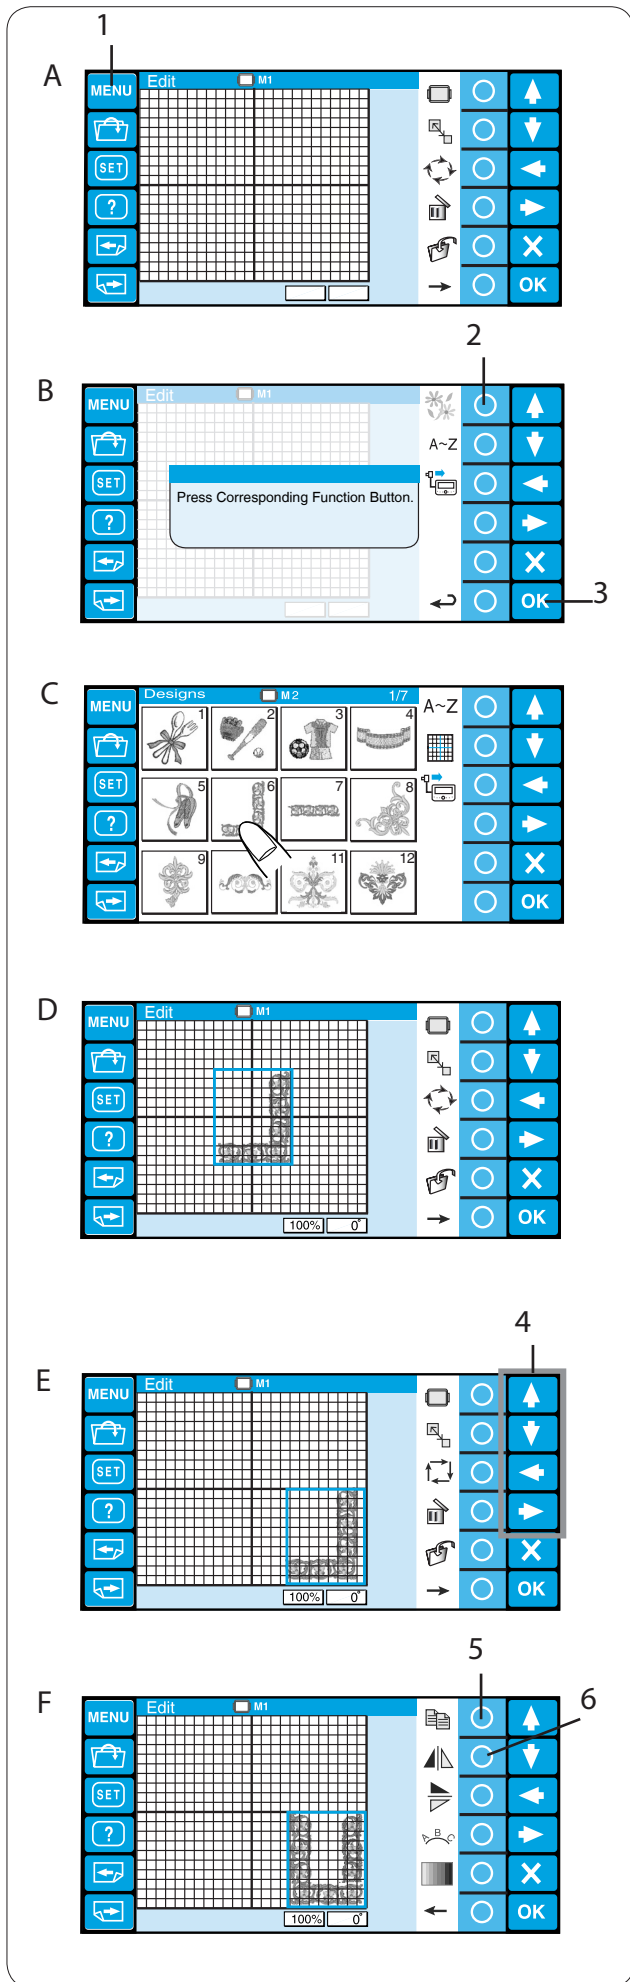 1
A
MENU Edit M1
SET
?
OK
2
B
MENU Edit M1
A~Z
SET
Press Corresponding Function Button.
?
OK 3
C
MENU Designs M2 1/7 A~Z
1 2 3 4
SET
5 6 7 8
?
9 11 12
OK
D
MENU Edit M1
SET
?
100% 0°
OK
4
E
MENU Edit M1
SET
?
100% 0°
OK
5
6
F
MENU Edit M1
SET
?
A B C
100% 0°
OK